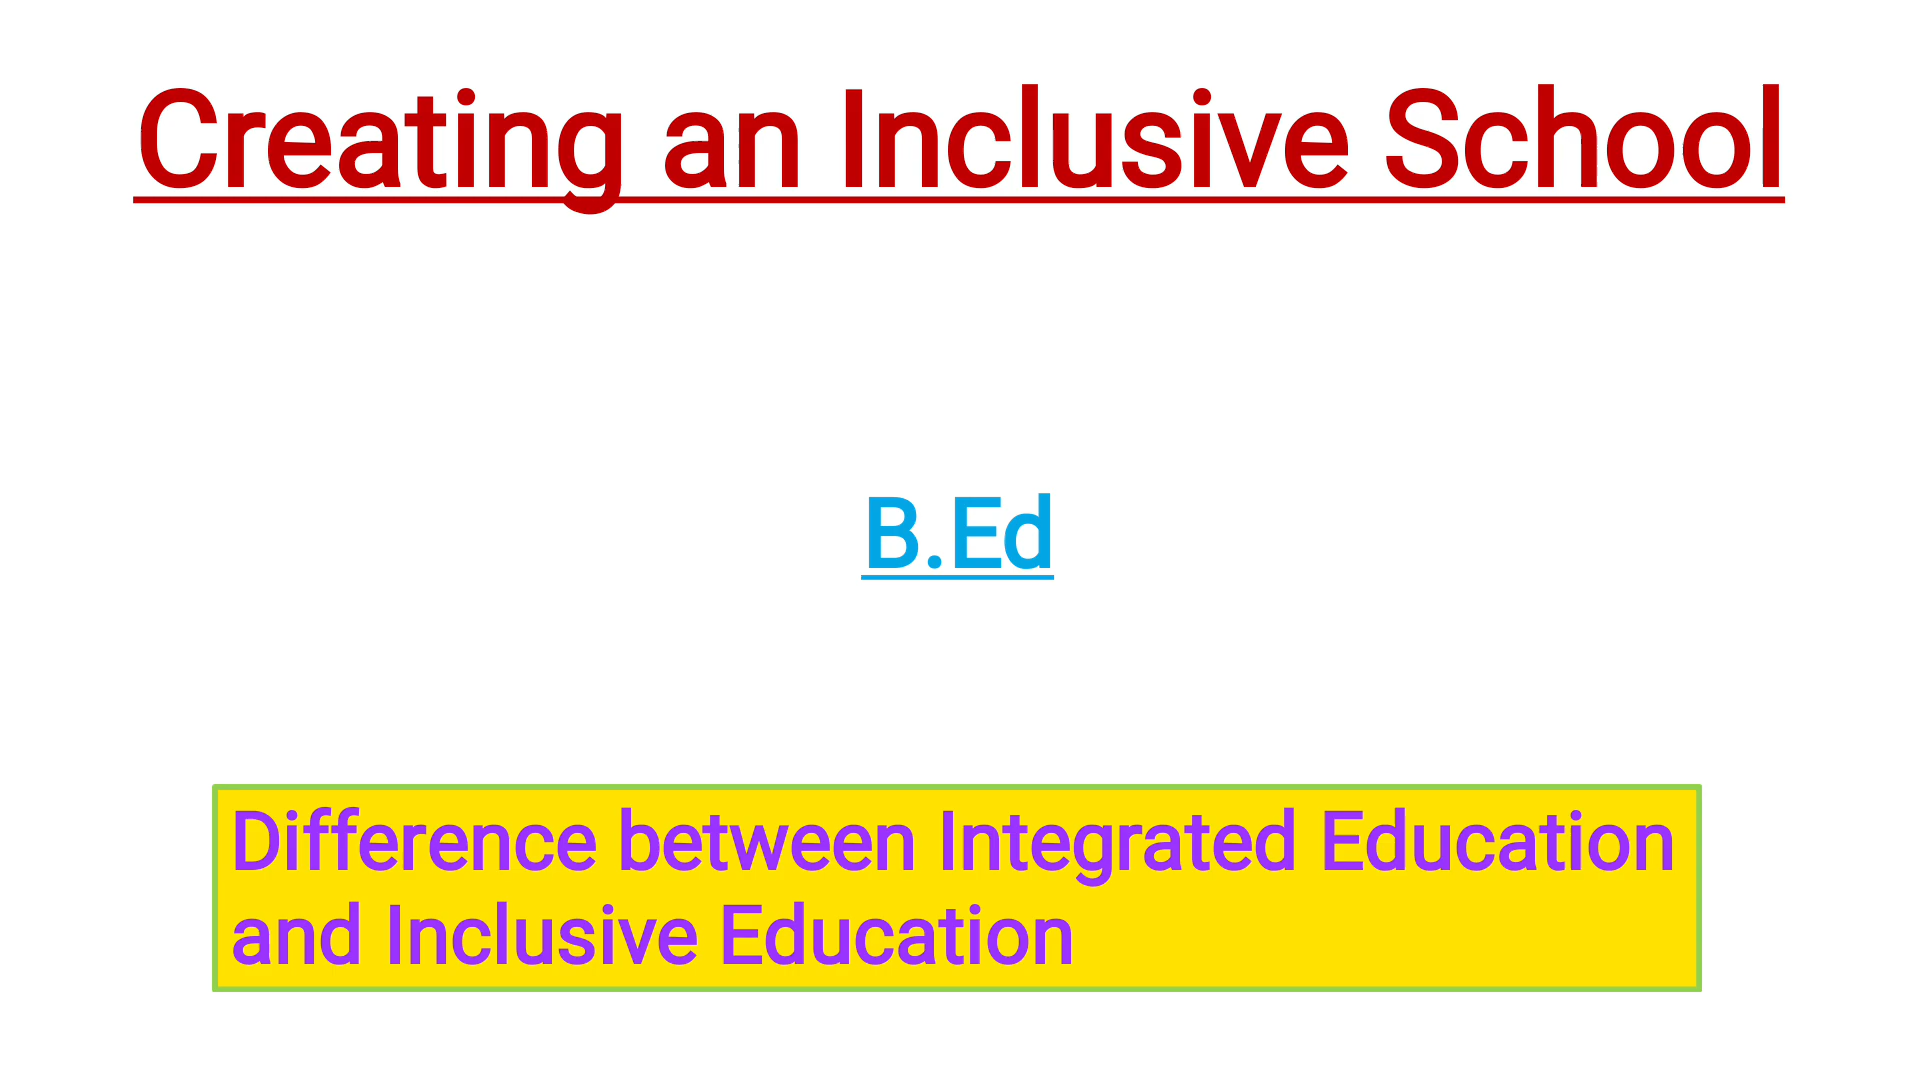 Creating an Inclusive School
B.Ed
Difference between Integrated Education
and Inclusive Education